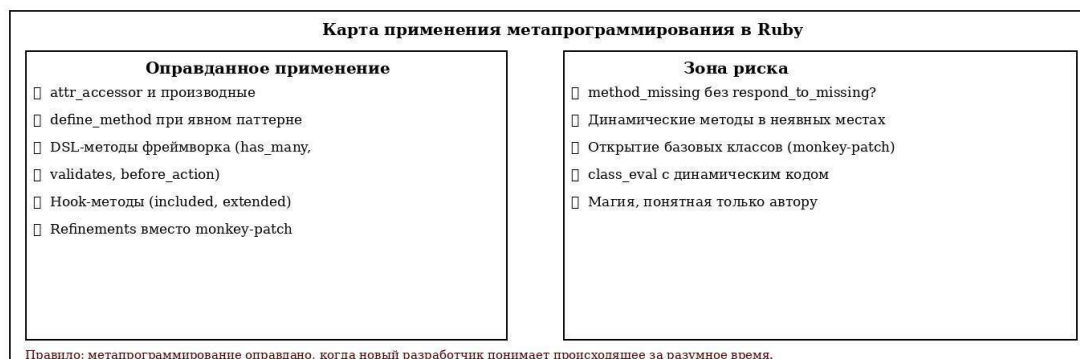 Карта применения метапрограммирования в Ruby
Оправданное применение
▯ attr_accessor и производные
▯ define_method при явном паттерне
▯ DSL-методы фреймворка (has_many,
▯ validates, before_action)
▯ Hook-методы (included, extended)
▯ Refinements вместо monkey-patch
Зона риска
▯ method_missing без respond_to_missing?
▯ Динамические методы в неявных местах
▯ Открытие базовых классов (monkey-patch)
▯ class_eval с динамическим кодом
▯ Магия, понятная только автору
Правило: метапрограммирование оправдано, когда новый разработчик понимает происходящее за разумное время.